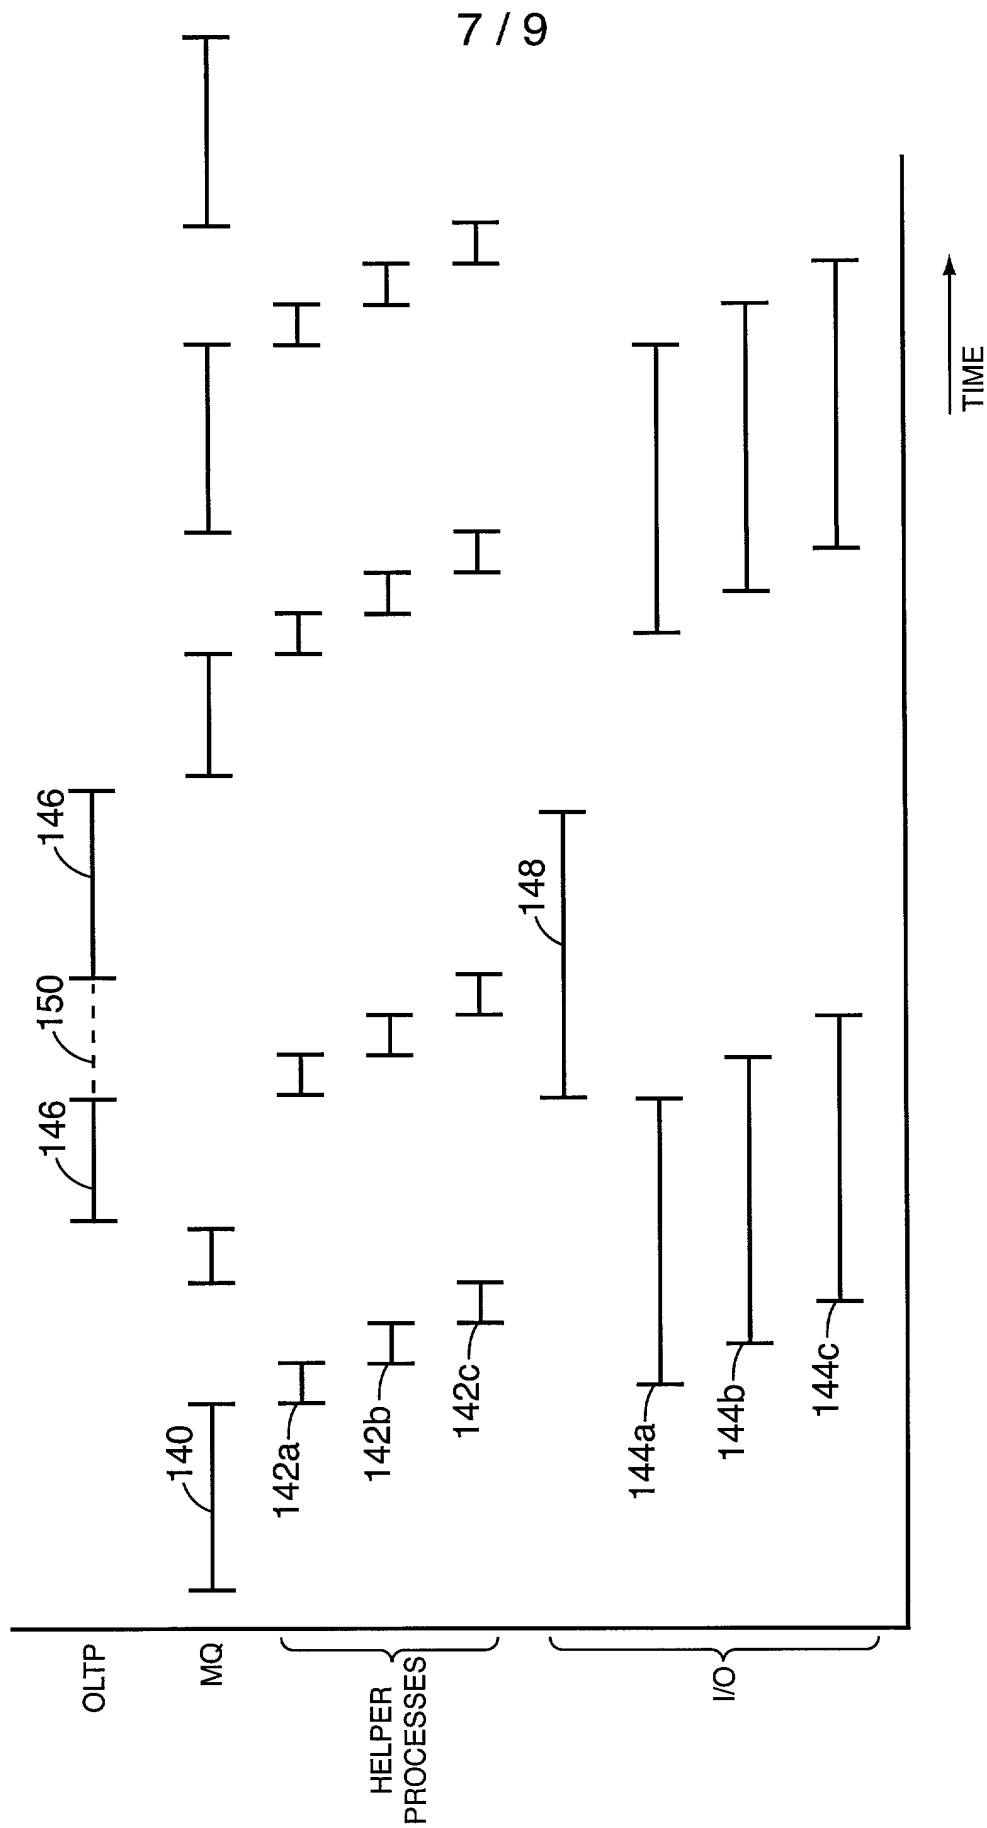 7 / 9
OLTP
146
150
146
MQ
140
HELPER
PROCESSES
142a
142b
142c
I/O
148
144a
144b
144c
TIME